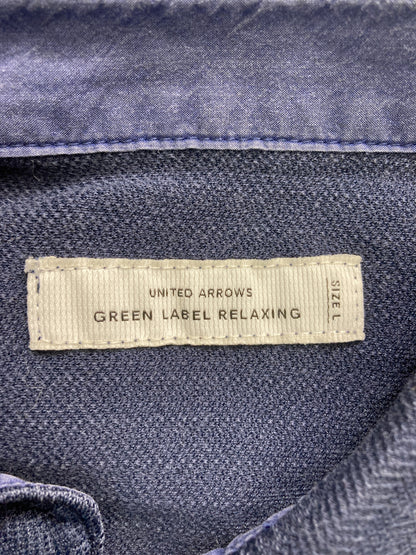 UNITED ARROWS
GREEN LABEL RELAXING
SIZE L